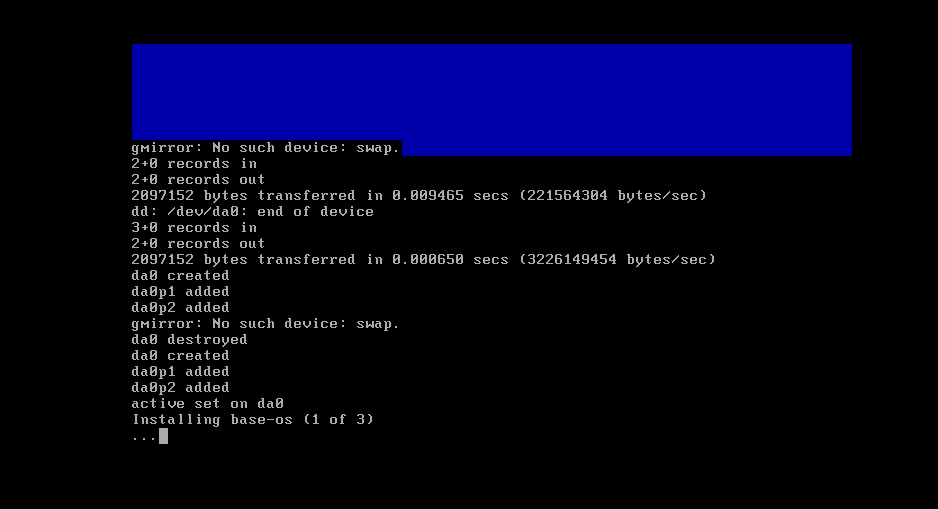 gmirror: No such device: swap.
2+0 records in
2+0 records out
2097152 bytes transferred in 0.009465 secs (221564304 bytes/sec)
dd: /dev/da0: end of device
3+0 records in
2+0 records out
2097152 bytes transferred in 0.000650 secs (3226149454 bytes/sec)
da0 created
da0p1 added
da0p2 added
gmirror: No such device: swap.
da0 destroyed
da0 created
da0p1 added
da0p2 added
active set on da0
Installing base-os (1 of 3)
...